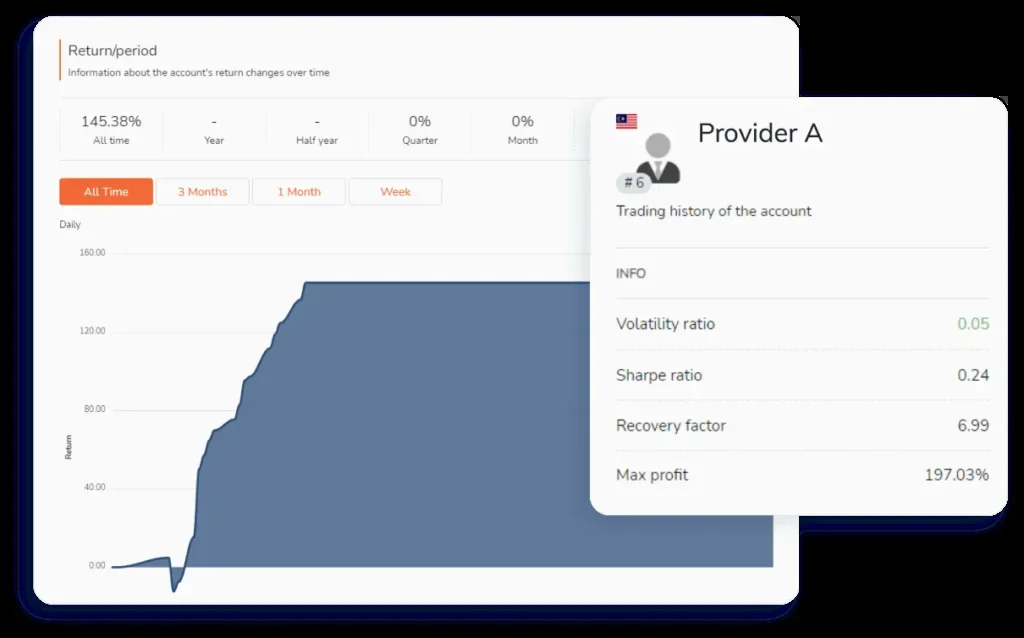 Return/period
Information about the account's return changes over time
145.38%
All time
-
Year
-
Half year
0%
Quarter
0%
Month
All Time
3 Months
1 Month
Week
Daily
160.00
120.00
80.00
40.00
0.00
Return
Provider A
# 6
Trading history of the account
INFO
Volatility ratio 0.05
Sharpe ratio 0.24
Recovery factor 6.99
Max profit 197.03%